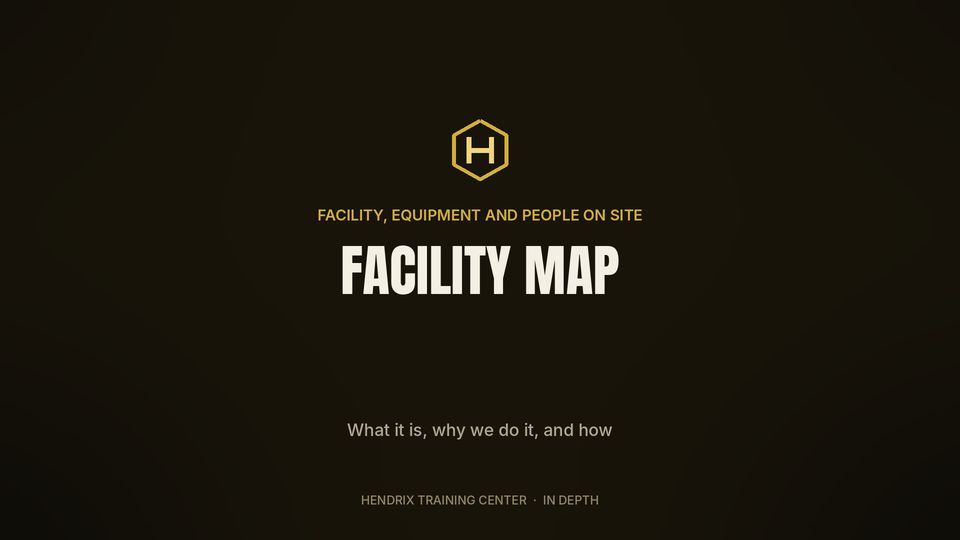 H
FACILITY, EQUIPMENT AND PEOPLE ON SITE
FACILITY MAP
What it is, why we do it, and how
HENDRIX TRAINING CENTER · IN DEPTH